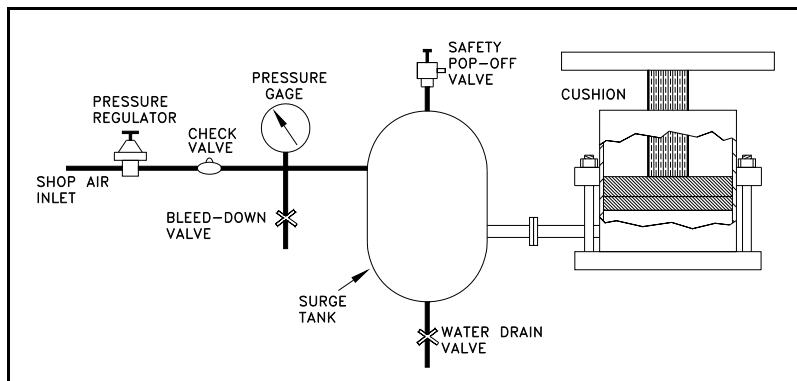 SAFETY
POP-OFF
VALVE
PRESSURE
GAGE
CUSHION
PRESSURE
REGULATOR
CHECK
VALVE
SHOP AIR
INLET
BLEED-DOWN
VALVE
SURGE
TANK
WATER DRAIN
VALVE